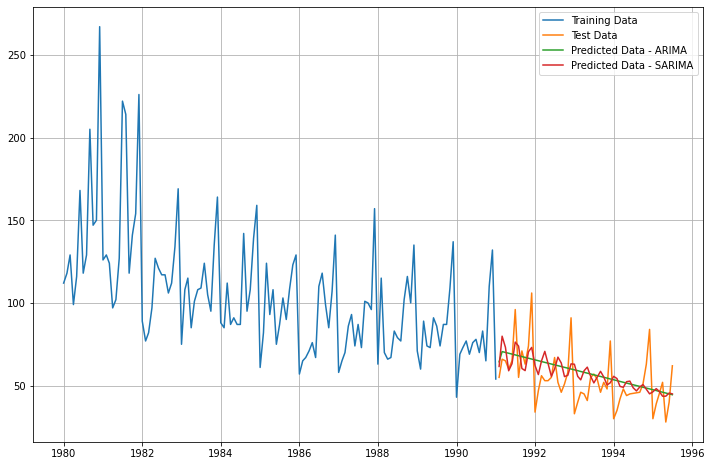 Training Data
Test Data
Predicted Data - ARIMA
Predicted Data - SARIMA
250
200
150
100
50
1980 1982 1984 1986 1988 1990 1992 1994 1996